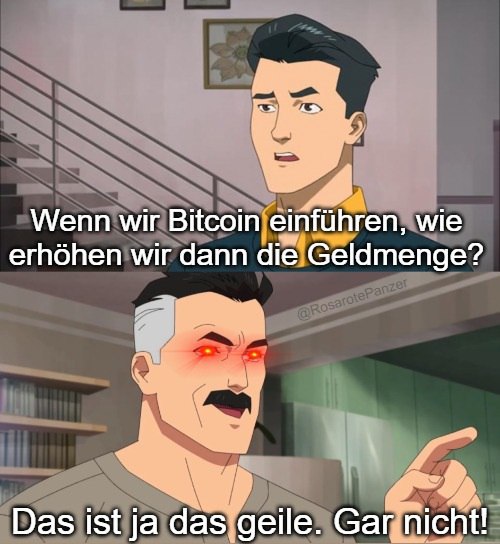 Wenn wir Bitcoin einführen, wie
erhöhen wir dann die Geldmenge?
@RosarotePanzer
Das ist ja das geile. Gar nicht!